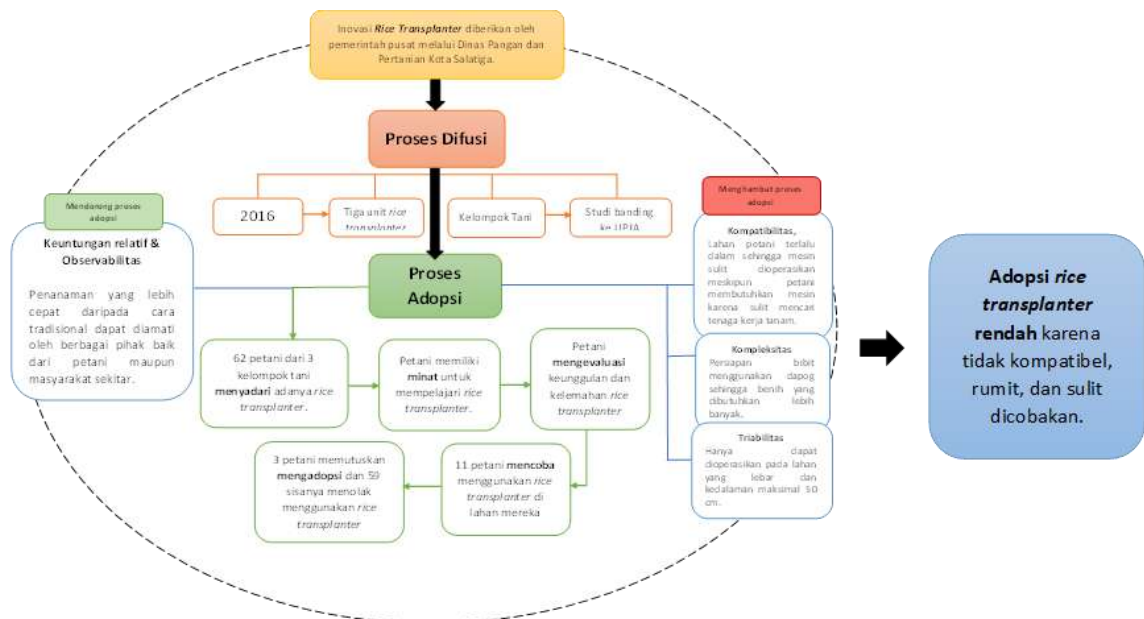 Inovasi Rice Transplanter diberikan oleh
pemerintah pusat melalui Dinas Pangan dan
Pertanian Kota Salatiga.
Proses Difusi
2016
Tiga unit rice
transplanter
Kelompok Tani
Studi banding
ke UPJA
Mendorong proses
adopsi
Keuntungan relatif &
Observabilitas
Penanaman yang lebih
cepat daripada cara
tradisional dapat diamati
oleh berbagai pihak baik
dari petani maupun
masyarakat sekitar.
Proses
Adopsi
62 petani dari 3
kelompok tani
menyadari adanya rice
transplanter.
Petani memiliki
minat untuk
mempelajari rice
transplanter.
Petani
mengevaluasi
keunggulan dan
kelemahan rice
transplanter
11 petani mencoba
menggunakan rice
transplanter di
lahan mereka
3 petani memutuskan
mengadopsi dan 59
sisanya menolak
menggunakan rice
transplanter
Menghambat proses
adopsi
Kompatibilitas,
Lahan petani terlalu
dalam sehingga mesin
sulit dioperasikan
meskipun petani
membutuhkan mesin
karena sulit mencari
tenaga kerja tanam.
Kompleksitas
Persiapan bibit
menggunakan dapog
sehingga benih yang
dibutuhkan lebih
banyak.
Triabilitas
Hanya dapat
dioperasikan pada lahan
yang lebar dan
kedalaman maksimal 50
cm.
Adopsi rice
transplanter
rendah karena
tidak kompatibel,
rumit, dan sulit
dicobakan.